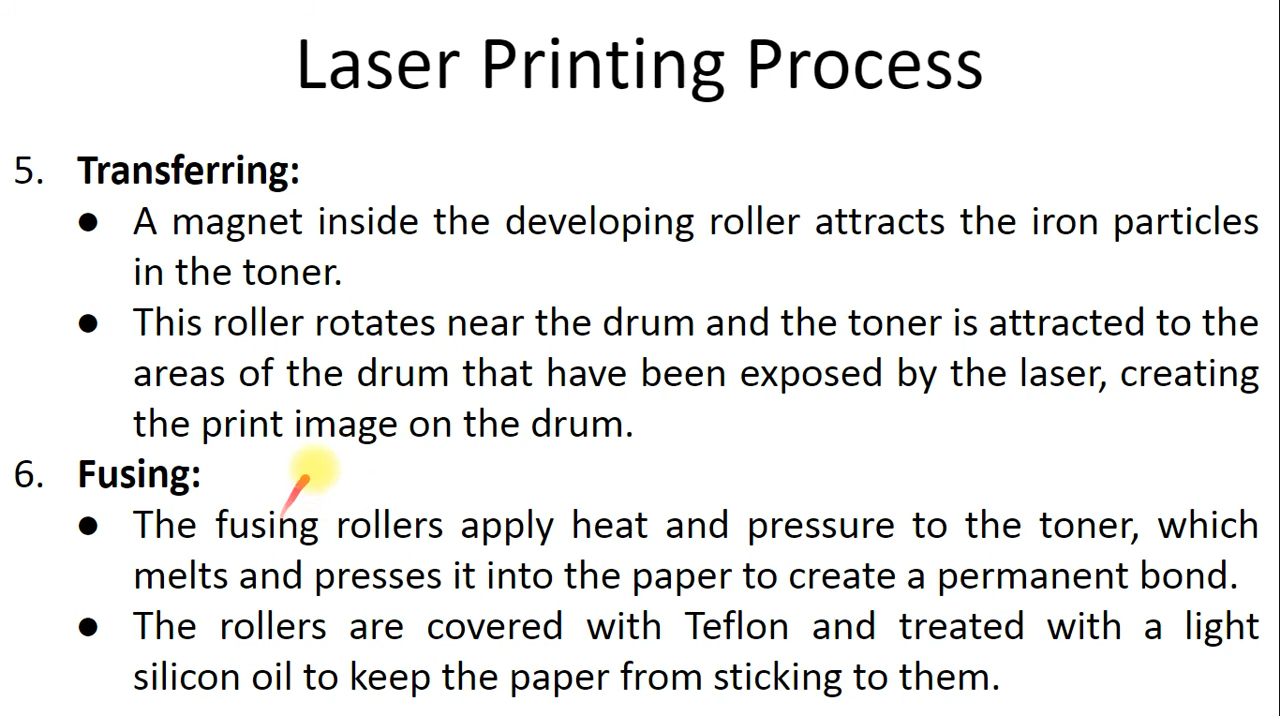 Laser Printing Process
5. Transferring:
● A magnet inside the developing roller attracts the iron particles
in the toner.
● This roller rotates near the drum and the toner is attracted to the
areas of the drum that have been exposed by the laser, creating
the print image on the drum.
6. Fusing:
● The fusing rollers apply heat and pressure to the toner, which
melts and presses it into the paper to create a permanent bond.
● The rollers are covered with Teflon and treated with a light
silicon oil to keep the paper from sticking to them.